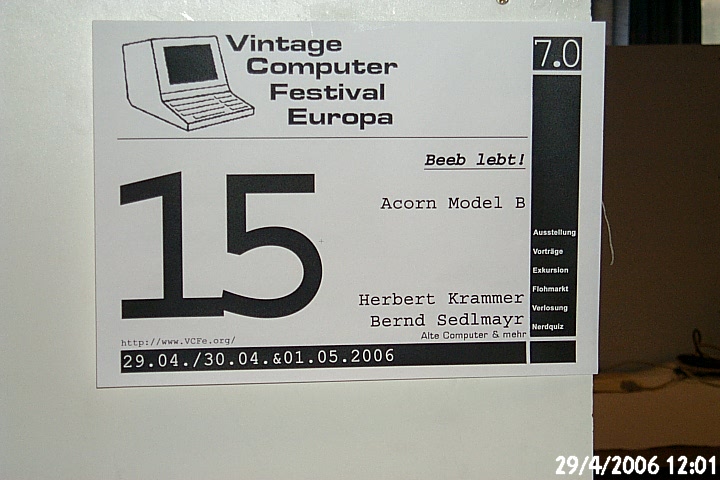 Vintage
Computer
Festival
Europa
7.0
Beeb lebt!
15
Acorn Model B
Ausstellung
Vorträge
Exkursion
Flohmarkt
Verlosung
Nerdquiz
Herbert Krammer
Bernd Sedlmayr
Alte Computer & mehr
http://www.VCFe.org/
29.04./30.04.&01.05.2006
29/4/2006 12:01